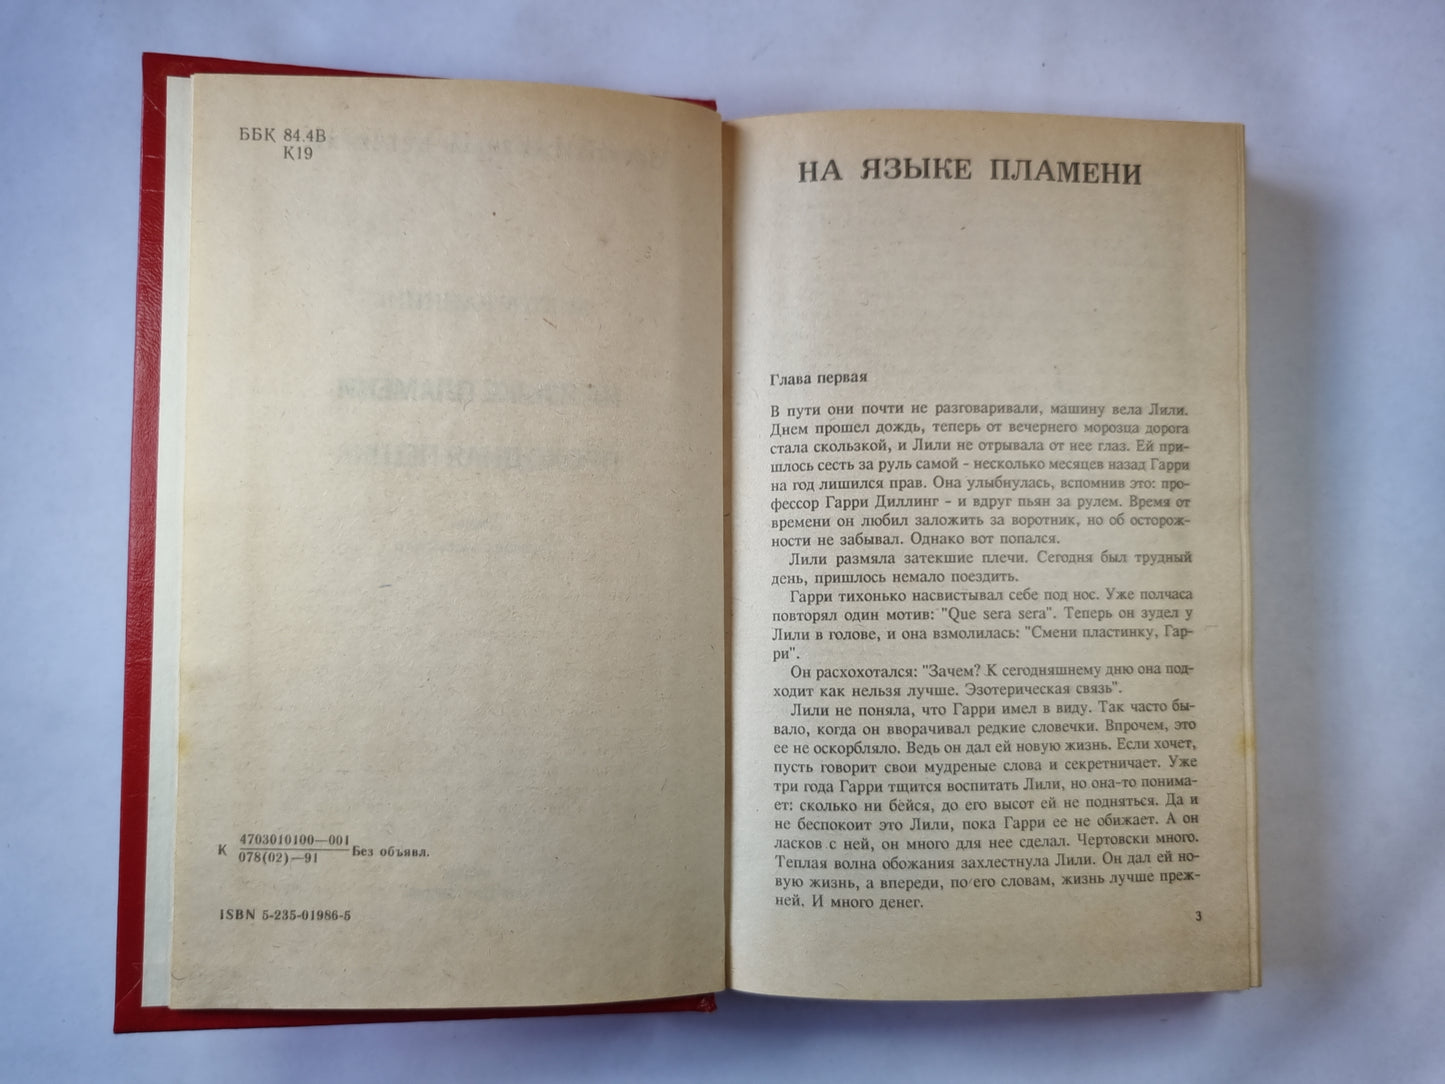 ББК 84.4В
К19
К 4703010100—001
078(02)—91 Без объявл.
ISBN 5-235-01986-5
НА ЯЗЫКЕ ПЛАМЕНИ
Глава первая
В пути они почти не разговаривали, машину вела Лили.
Днем прошел дождь, теперь от вечернего морозца дорога
стала скользкой, и Лили не отрывала от нее глаз. Ей при-
шлось сесть за руль самой - несколько месяцев назад Гарри
на год лишился прав. Она улыбнулась, вспомнив это: про-
фессор Гарри Диллинг - и вдруг пьян за рулем. Время от
времени он любил заложить за воротник, но об осторож-
ности не забывал. Однако вот попался.
Лили размяла затекшие плечи. Сегодня был трудный
день, пришлось немало поездить.
Гарри тихонько насвистывал себе под нос. Уже полчаса
повторял один мотив: "Que sera sera". Теперь он зудел у
Лили в голове, и она взмолилась: "Смени пластинку, Гар-
ри".
Он расхохотался: "Зачем? К сегодняшнему дню она под-
ходит как нельзя лучше. Эзотерическая связь".
Лили не поняла, что Гарри имел в виду. Так часто бы-
вало, когда он вворачивал редкие словечки. Впрочем, это
ее не оскорбляло. Ведь он дал ей новую жизнь. Если хочет,
пусть говорит свои мудреные слова и секретничает. Уже
три года Гарри тщится воспитать Лили, но она-то понима-
ет: сколько ни бейся, до его высот ей не подняться. Да и
не беспокоит это Лили, пока Гарри ее не обижает. А он
ласков с ней, он много для нее сделал. Чертовски много.
Теплая волна обожания захлестнула Лили. Он дал ей но-
вую жизнь, а впереди, по его словам, жизнь лучше преж-
ней. И много денег.
3